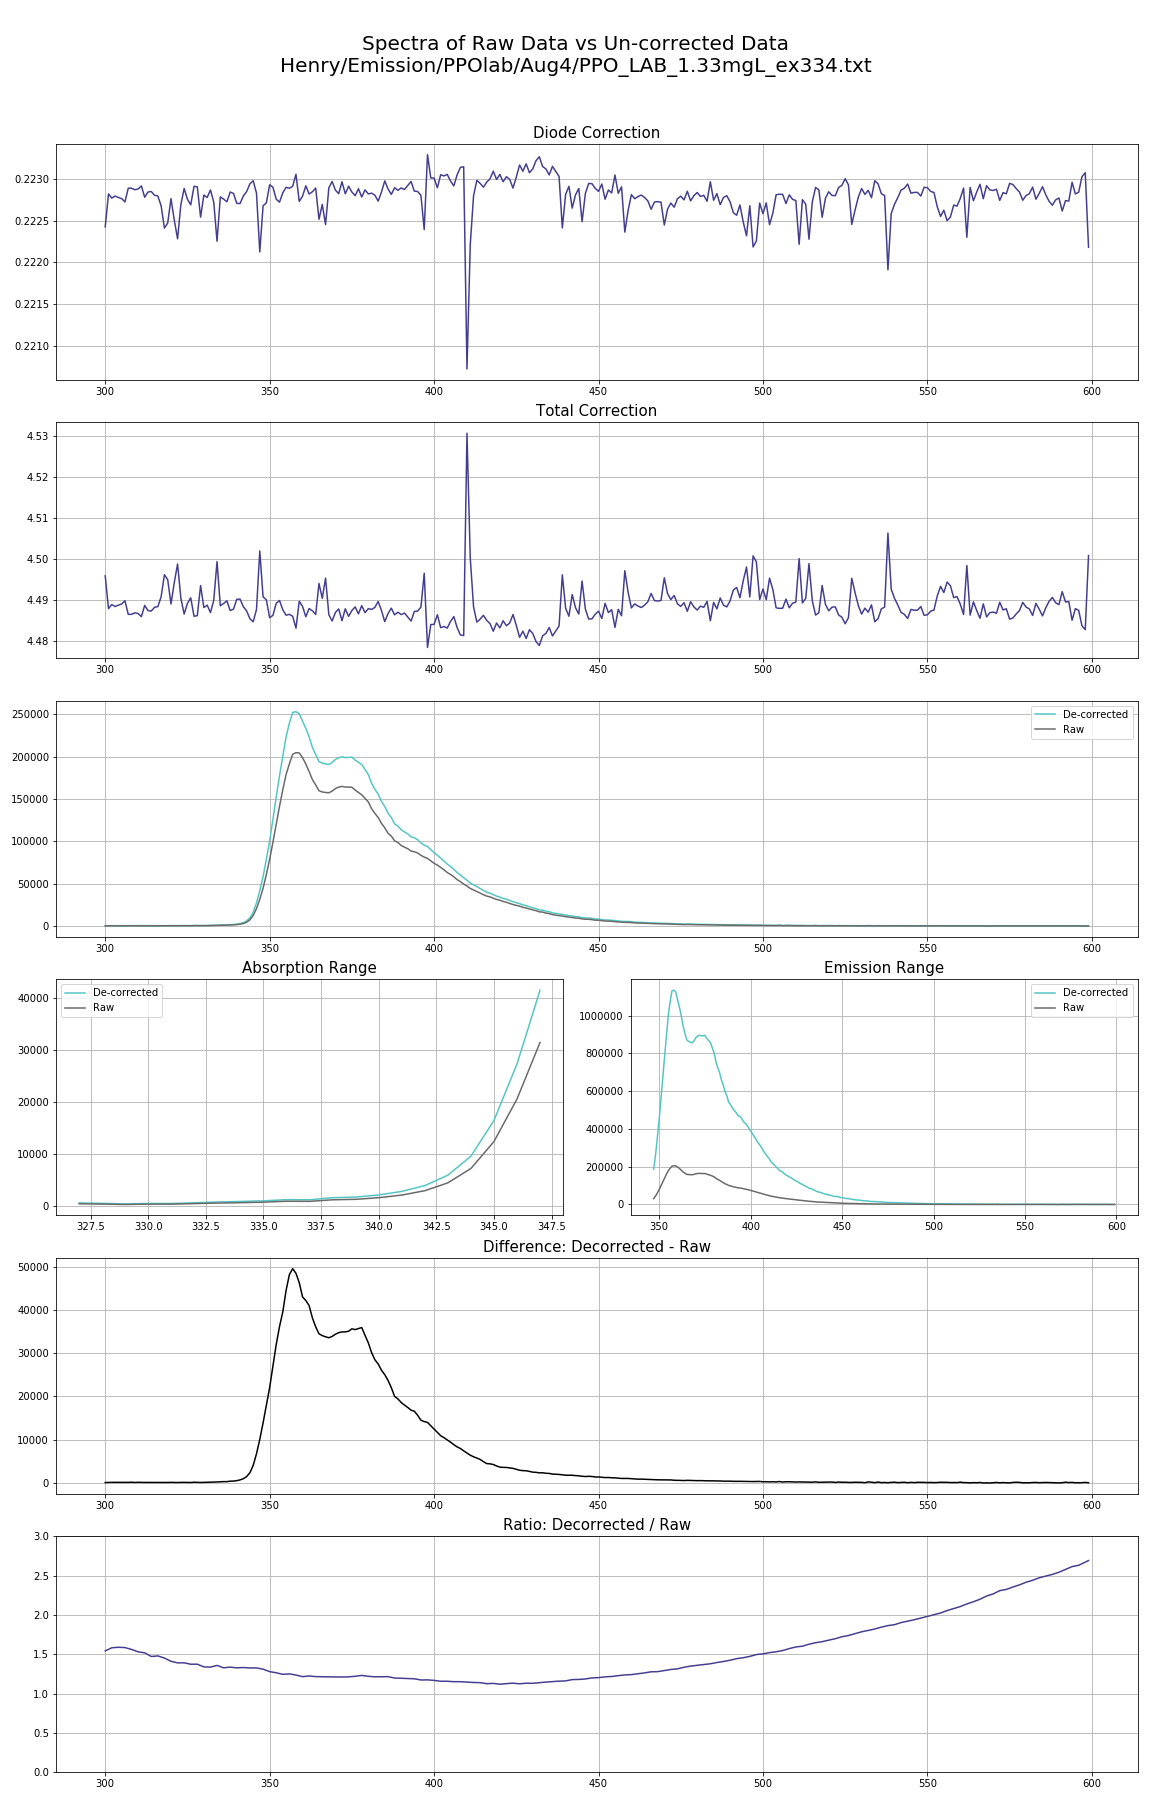 Spectra of Raw Data vs Un-corrected Data
Henry/Emission/PPOlab/Aug4/PPO_LAB_1.33mgL_ex334.txt
Diode Correction
0.2230
0.2225
0.2220
0.2215
0.2210
300 350 400 450 500 550 600
Total Correction
4.53
4.52
4.51
4.50
4.49
4.48
300 350 400 450 500 550 600
De-corrected
Raw
250000
200000
150000
100000
50000
0
300 350 400 450 500 550 600
Absorption Range
De-corrected
Raw
40000
30000
20000
10000
0
327.5 330.0 332.5 335.0 337.5 340.0 342.5 345.0 347.5
Emission Range
De-corrected
Raw
1000000
800000
600000
400000
200000
0
350 400 450 500 550 600
Difference: Decorrected - Raw
50000
40000
30000
20000
10000
0
300 350 400 450 500 550 600
Ratio: Decorrected / Raw
3.0
2.5
2.0
1.5
1.0
0.5
0.0
300 350 400 450 500 550 600